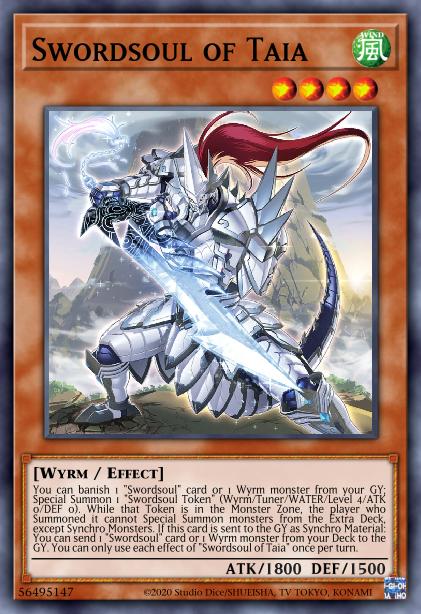 Swordsoul of Taia
WIND
風
[Wyrm / Effect]
You can banish 1 "Swordsoul" card or 1 Wyrm monster from your GY;
Special Summon 1 "Swordsoul Token" (Wyrm/Tuner/WATER/Level 4/ATK
0/DEF 0). While that Token is in the Monster Zone, the player who
Summoned it cannot Special Summon monsters from the Extra Deck,
except Synchro Monsters. If this card is sent to the GY as Synchro Material:
You can send 1 "Swordsoul" card or 1 Wyrm monster from your Deck to
the GY. You can only use each effect of "Swordsoul of Taia" once per turn.
ATK/1800 DEF/1500
56495147
©2020 Studio Dice/SHUEISHA, TV TOKYO, KONAMI